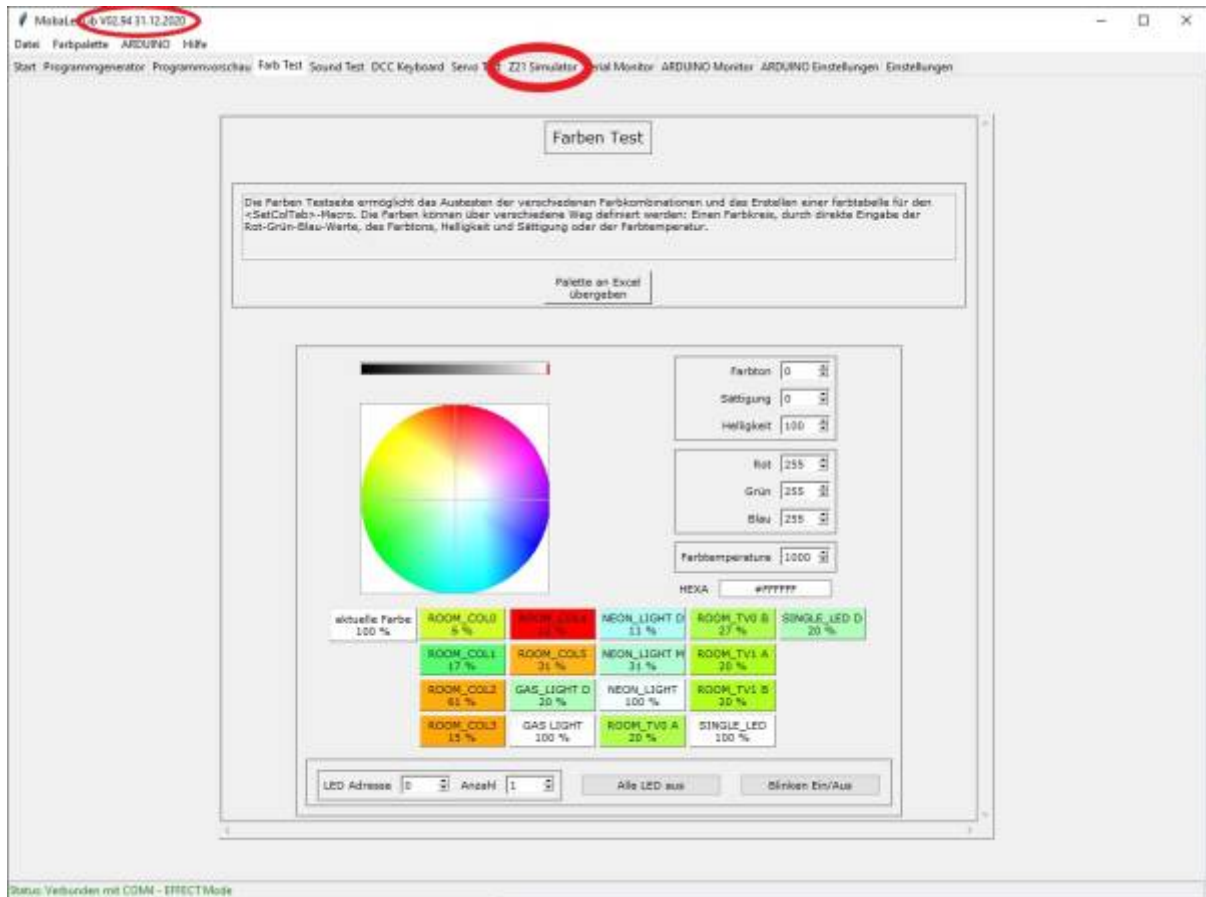 V02.94 31.12.2020
Datei Farbpalette ARDUINO Hilfe
Start Programmgenerator Programmvorschau Farb Test Sound Test DCC Keyboard Servo Z21 Simulator Monitor ARDUINO Monitor ARDUINO Einstellungen Einstellungen
Farben Test
Die Farben Testseite ermöglicht das Austesten der verschiedenen Farbkombinationen und das Erstellen einer farbtabelle für den
<SetColTab>-Macro. Die Farben können über verschiedene Weg definiert werden: Einen Farbkreis, durch direkte Eingabe der
Rot-Grün-Blau-Werte, des Farbtons, Helligkeit und Sättigung oder der Farbtemperatur.
Palette an Excel
übergeben
Farbton 0
Sättigung 0
Helligkeit 100
Rot 255
Grün 255
Blau 255
Farbtemperature 1000
HEXA #FFFFFF
aktuelle Farbe ROOM_COL0 NEON_LIGHT D ROOM_TV0 B SINGLE_LED D
100 % 11 % 27 % 20 %
ROOM_COL1 ROOM_COL5 NEON_LIGHT M ROOM_TV1 A
17 % 31 % 31 % 20 %
ROOM_COL2 GAS_LIGHT D NEON_LIGHT ROOM_TV1 B
61 % 20 % 100 %
ROOM_COL3 GAS LIGHT ROOM_TV0 A SINGLE_LED
15 % 100 % 20 % 100 %
LED Adresse 0 Anzahl 1 Alle LED aus Blinken Ein/Aus
Status: Verbunden mit COM4 - EFFECT Mode